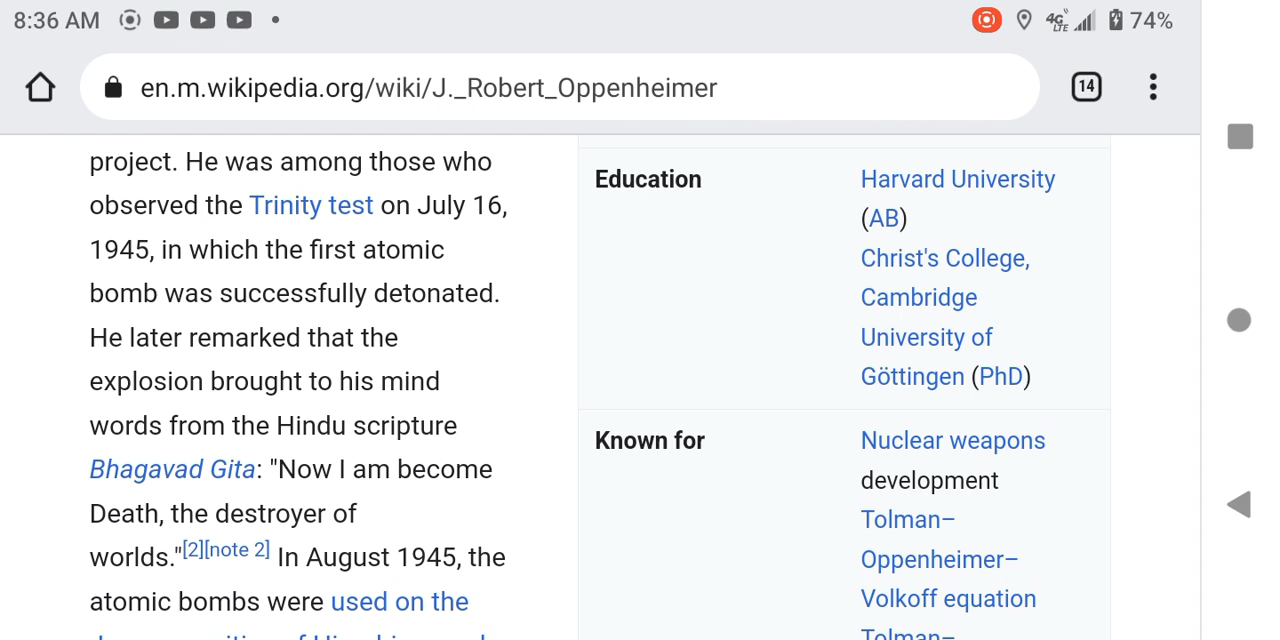 8:36 AM
4G LTE
74%
en.m.wikipedia.org/wiki/J._Robert_Oppenheimer
14
project. He was among those who
observed the Trinity test on July 16,
1945, in which the first atomic
bomb was successfully detonated.
He later remarked that the
explosion brought to his mind
words from the Hindu scripture
Bhagavad Gita: "Now I am become
Death, the destroyer of
worlds."[2][note 2] In August 1945, the
atomic bombs were used on the
Education
Harvard University
(AB)
Christ's College,
Cambridge
University of
Göttingen (PhD)
Known for
Nuclear weapons
development
Tolman–
Oppenheimer–
Volkoff equation
Tolman–